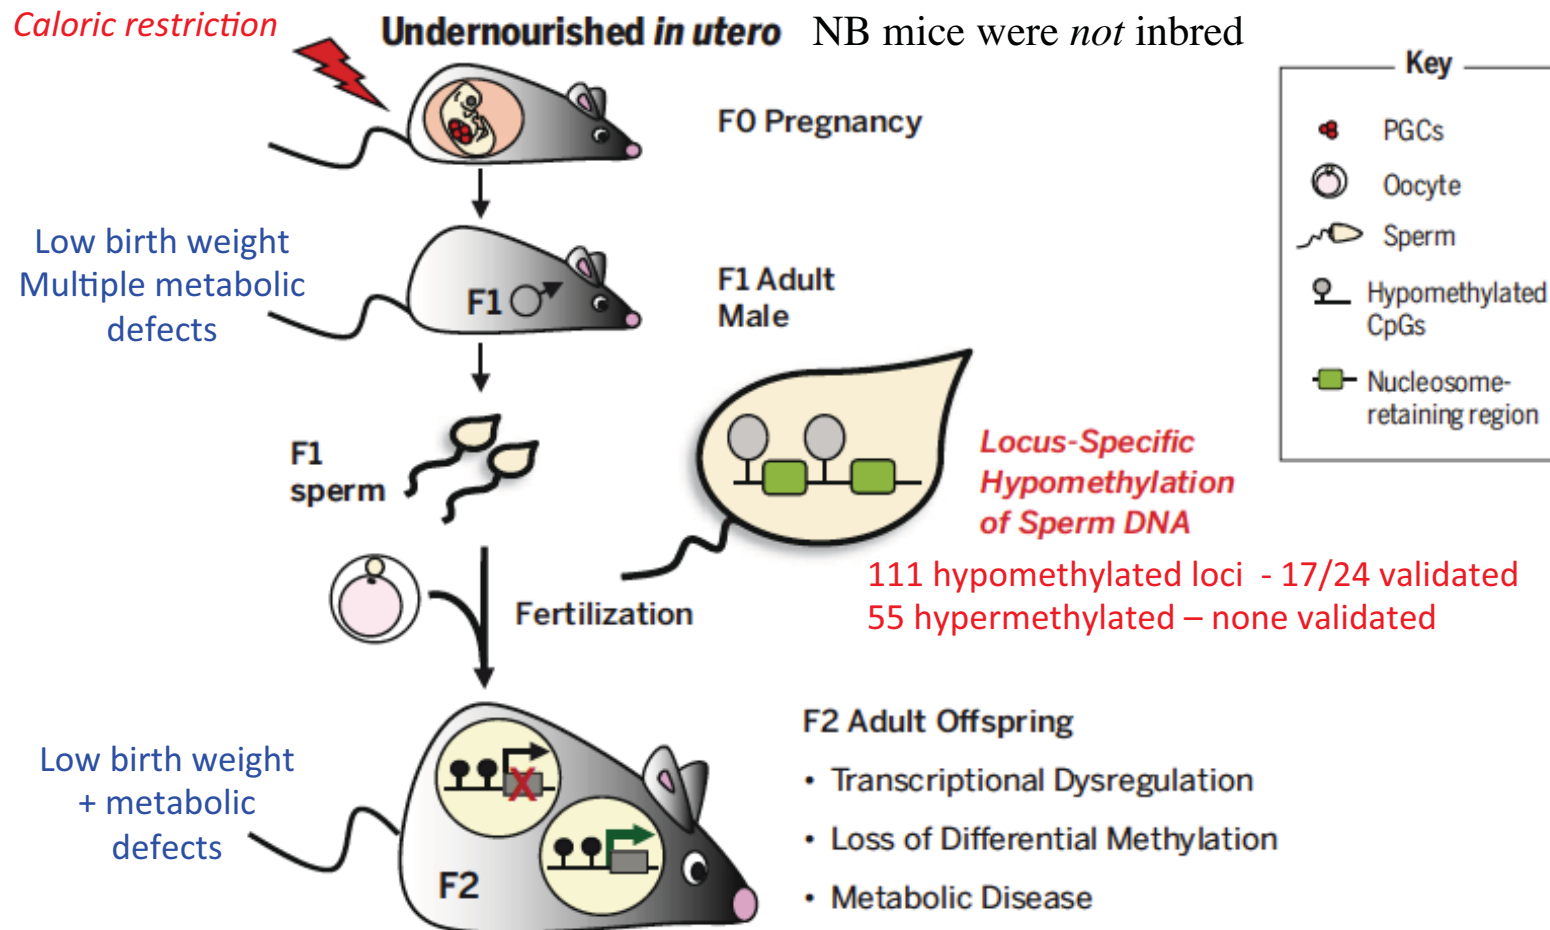 Caloric restriction
Undernourished in utero NB mice were not inbred
Key
PGCs
Oocyte
Sperm
Hypomethylated
CpGs
Nucleosome-
retaining region
F0 Pregnancy
Low birth weight
Multiple metabolic
defects
F1
F1 Adult
Male
F1
sperm
Locus-Specific
Hypomethylation
of Sperm DNA
111 hypomethylated loci - 17/24 validated
55 hypermethylated – none validated
Fertilization
Low birth weight
+ metabolic
defects
F2
F2 Adult Offspring
• Transcriptional Dysregulation
• Loss of Differential Methylation
• Metabolic Disease